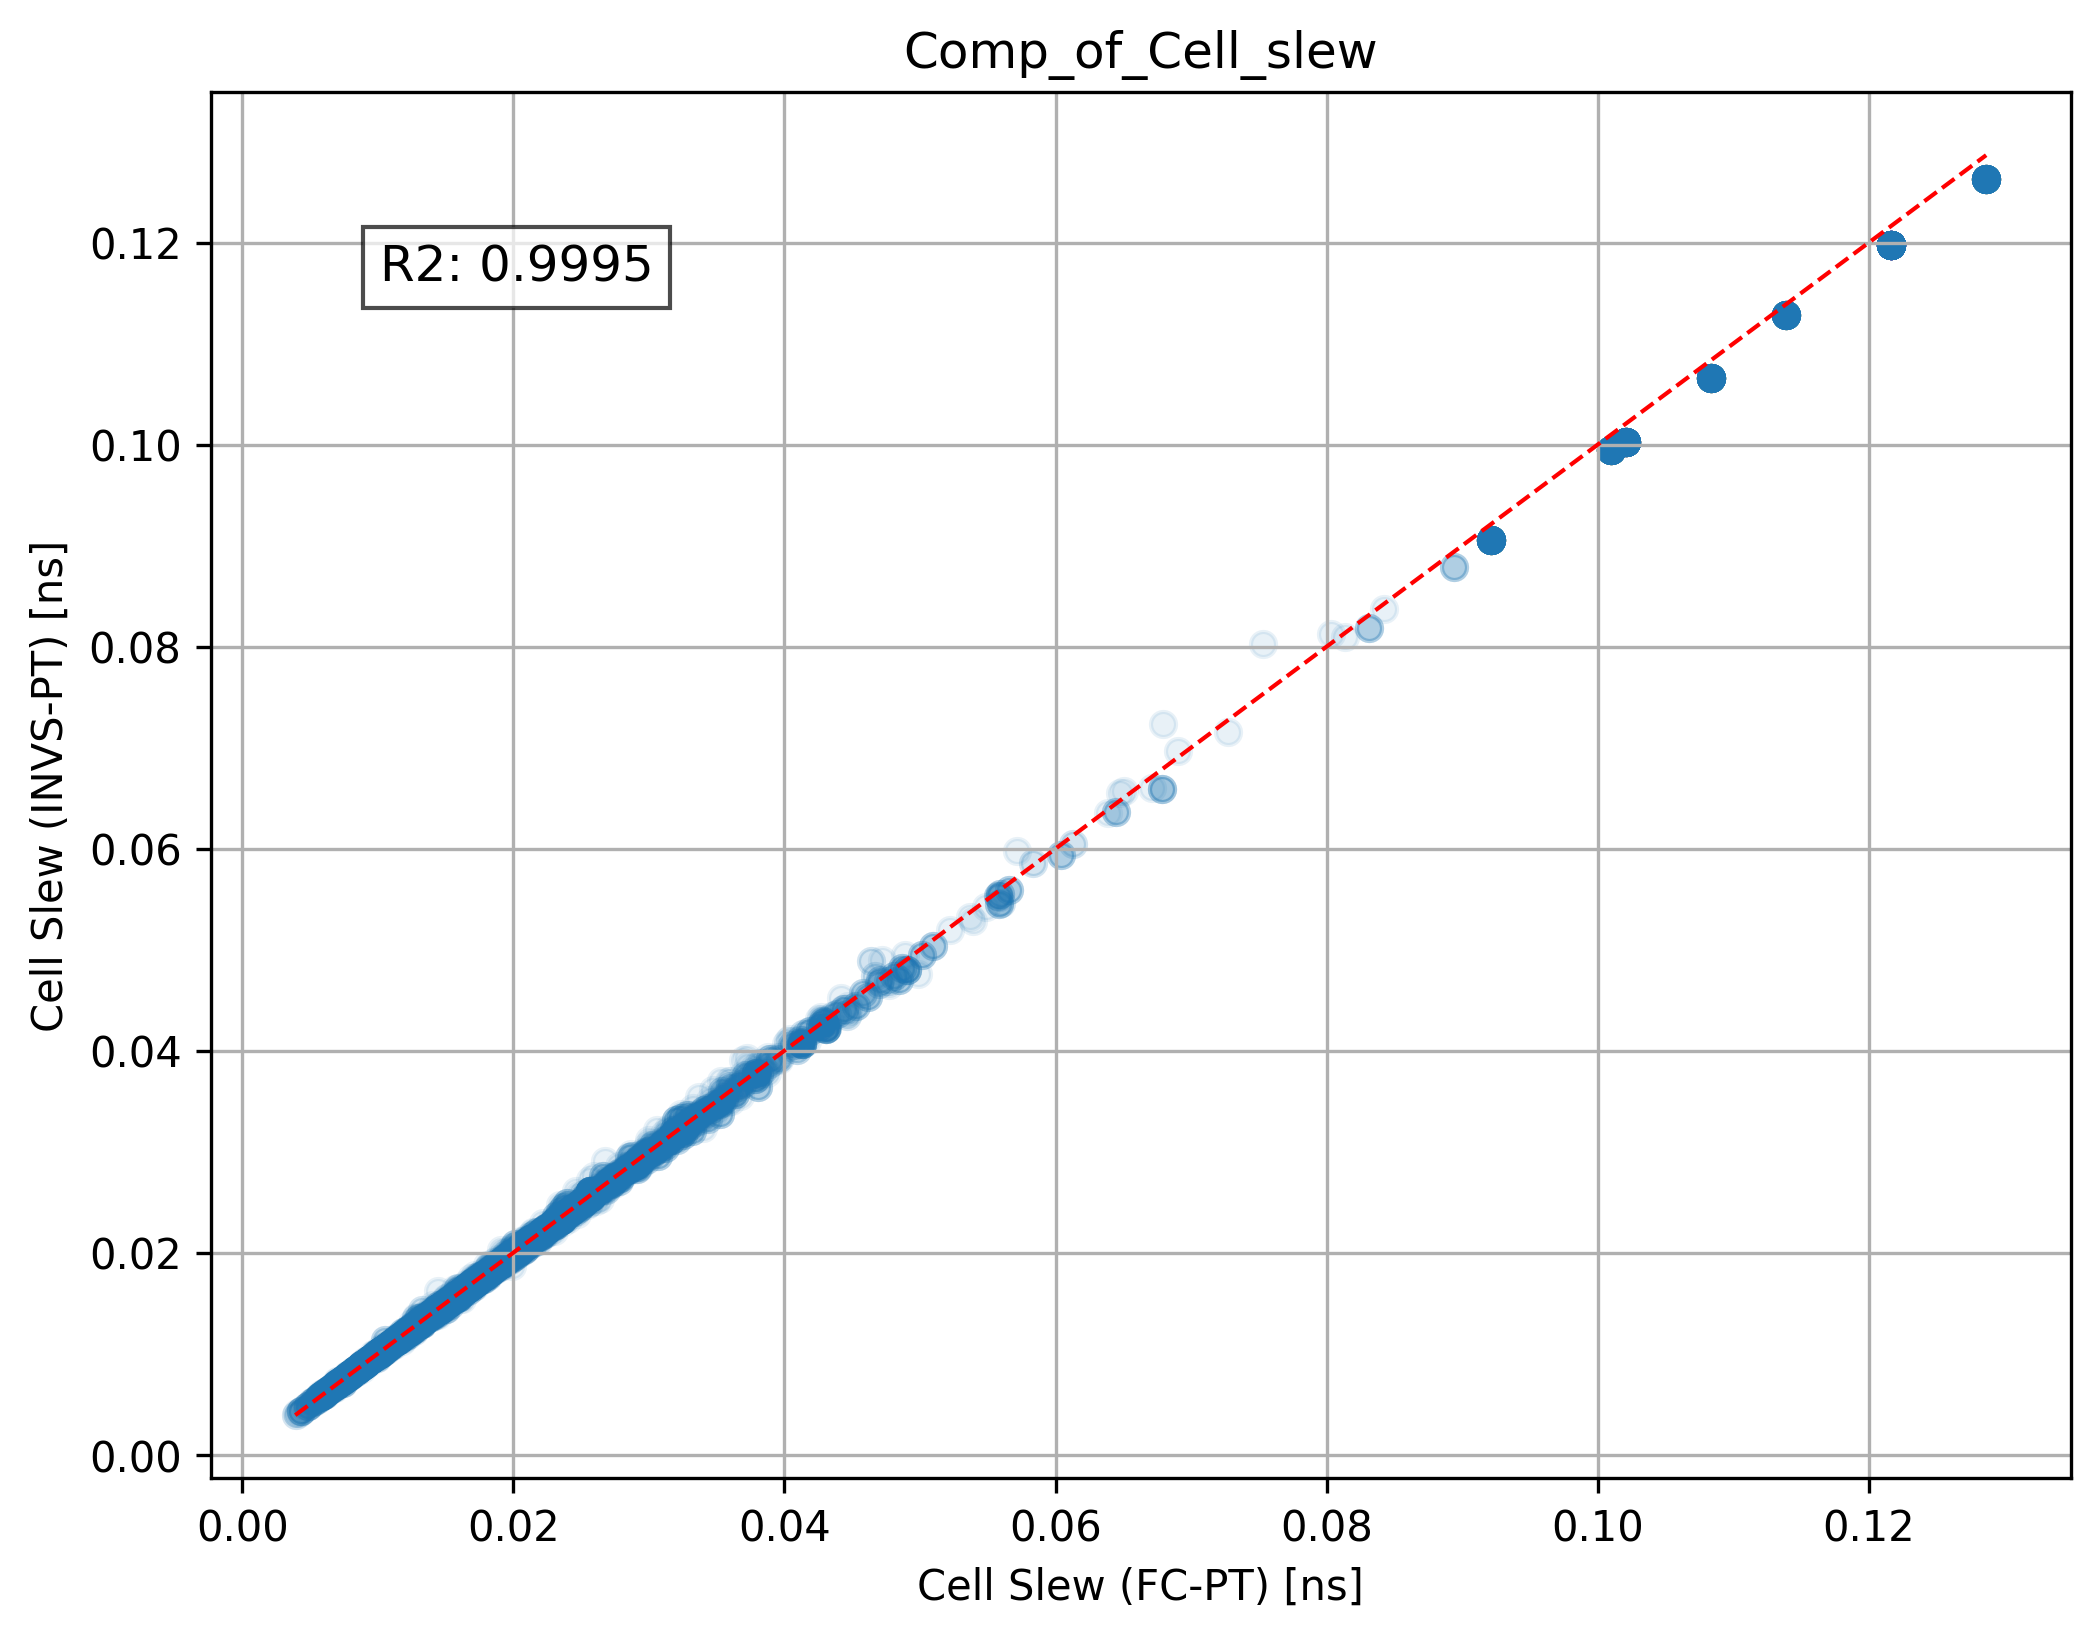 Comp_of_Cell_slew
R2: 0.9995
Cell Slew (INVS-PT) [ns]
0.12
0.10
0.08
0.06
0.04
0.02
0.00
0.00 0.02 0.04 0.06 0.08 0.10 0.12
Cell Slew (FC-PT) [ns]